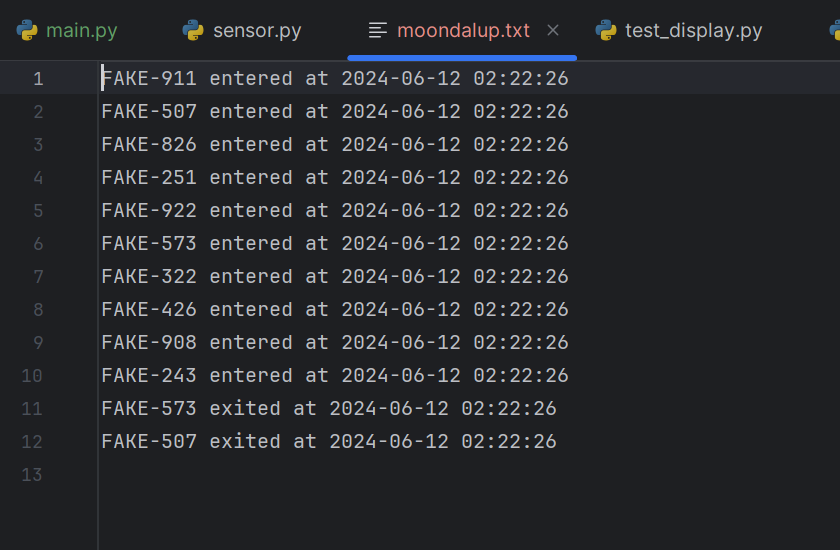 main.py sensor.py moondalup.txt test_display.py
1 FAKE-911 entered at 2024-06-12 02:22:26
2 FAKE-507 entered at 2024-06-12 02:22:26
3 FAKE-826 entered at 2024-06-12 02:22:26
4 FAKE-251 entered at 2024-06-12 02:22:26
5 FAKE-922 entered at 2024-06-12 02:22:26
6 FAKE-573 entered at 2024-06-12 02:22:26
7 FAKE-322 entered at 2024-06-12 02:22:26
8 FAKE-426 entered at 2024-06-12 02:22:26
9 FAKE-908 entered at 2024-06-12 02:22:26
10 FAKE-243 entered at 2024-06-12 02:22:26
11 FAKE-573 exited at 2024-06-12 02:22:26
12 FAKE-507 exited at 2024-06-12 02:22:26
13